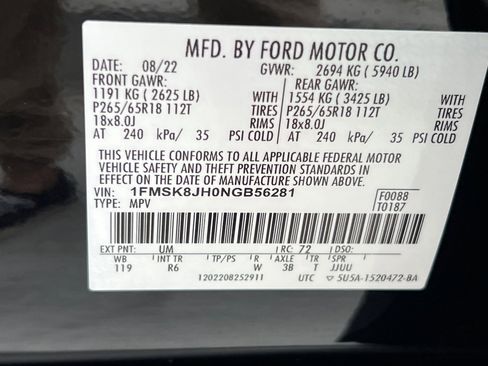 MFD. BY FORD MOTOR CO.
DATE: 08/22 GVWR: 2694 KG ( 5940 LB)
FRONT GAWR: REAR GAWR:
1191 KG ( 2625 LB) WITH 1554 KG ( 3425 LB)
P265/65R18 112T TIRES P265/65R18 112T TIRES
18x8.0J RIMS 18x8.0J RIMS
AT 240 kPa/ 35 PSI COLD AT 240 kPa/ 35 PSI COLD
THIS VEHICLE CONFORMS TO ALL APPLICABLE FEDERAL MOTOR
VEHICLE SAFETY AND THEFT PREVENTION STANDARDS IN
EFFECT ON THE DATE OF MANUFACTURE SHOWN ABOVE.
VIN: 1FMSK8JH0NGB56281 F0088
TYPE: MPV T0187
EXT PNT: UM RC: 72 DSO:
WB INT TR TP/PS R AXLE TR SPR
119 R6 W 3B T JJUU
1202208252911 UTC 5U5A-1520472-BA